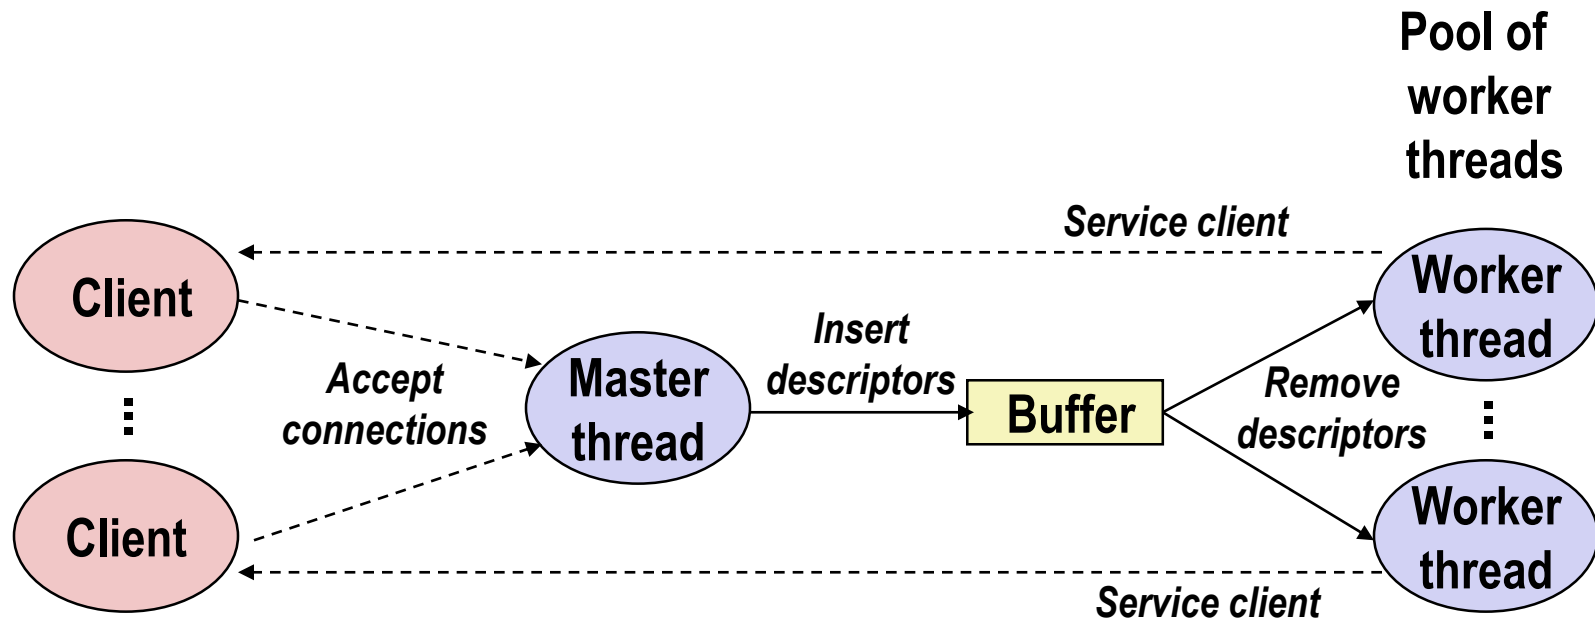 Pool of
worker
threads
Service client
Client
Worker
thread
Insert
descriptors
Accept
connections
Master
thread
Buffer
Remove
descriptors
Client
Worker
thread
Service client